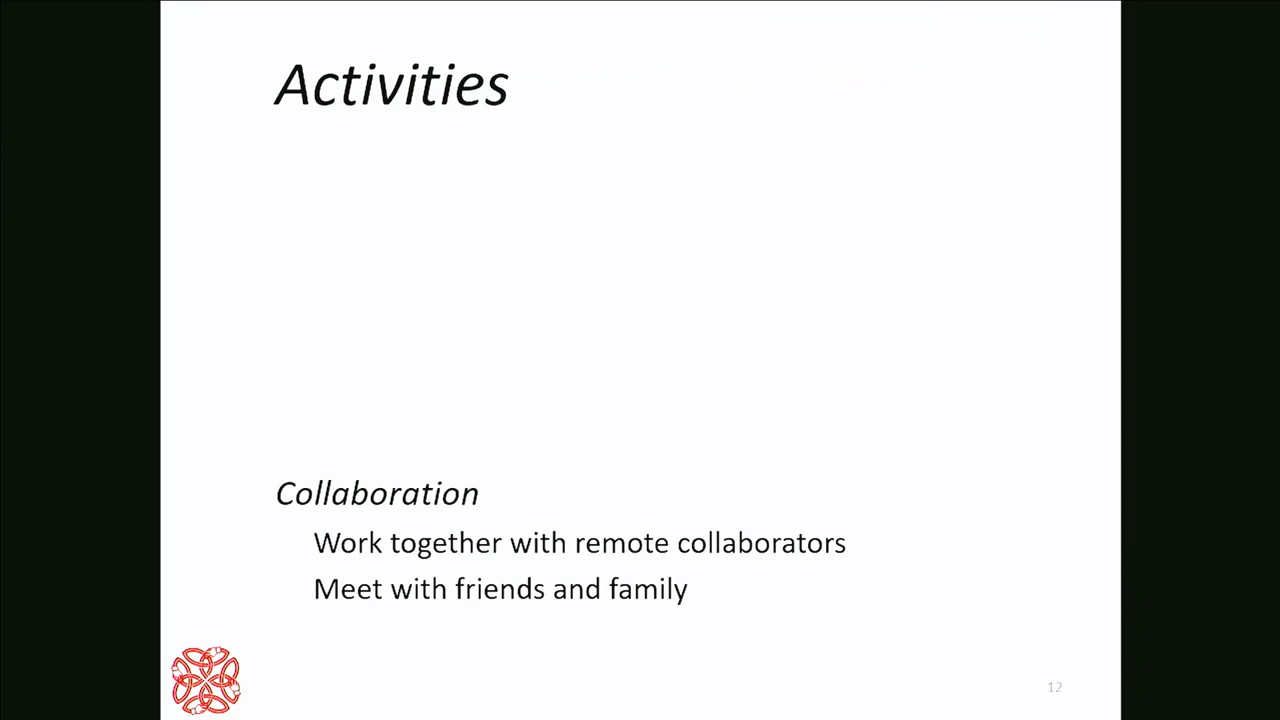 Activities
Collaboration
Work together with remote collaborators
Meet with friends and family
12